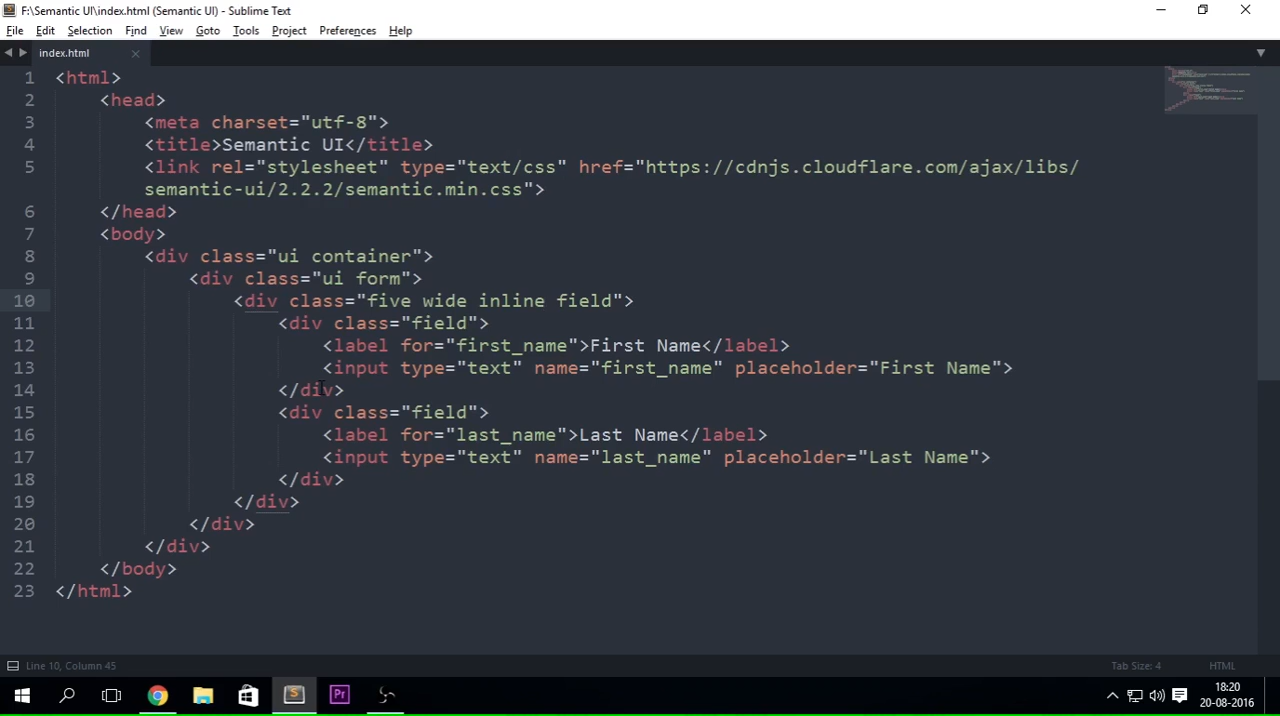 F:\Semantic UI\index.html (Semantic UI) - Sublime Text
File Edit Selection Find View Goto Tools Project Preferences Help
index.html
1 <html>
2 <head>
3 <meta charset="utf-8">
4 <title>Semantic UI</title>
5 <link rel="stylesheet" type="text/css" href="https://cdnjs.cloudflare.com/ajax/libs/
semantic-ui/2.2.2/semantic.min.css">
6 </head>
7 <body>
8 <div class="ui container">
9 <div class="ui form">
10 <div class="five wide inline field">
11 <div class="field">
12 <label for="first_name">First Name</label>
13 <input type="text" name="first_name" placeholder="First Name">
14 </div>
15 <div class="field">
16 <label for="last_name">Last Name</label>
17 <input type="text" name="last_name" placeholder="Last Name">
18 </div>
19 </div>
20 </div>
21 </div>
22 </body>
23 </html>
Line 10, Column 45 Tab Size: 4 HTML
Pr
18:20
20-08-2016